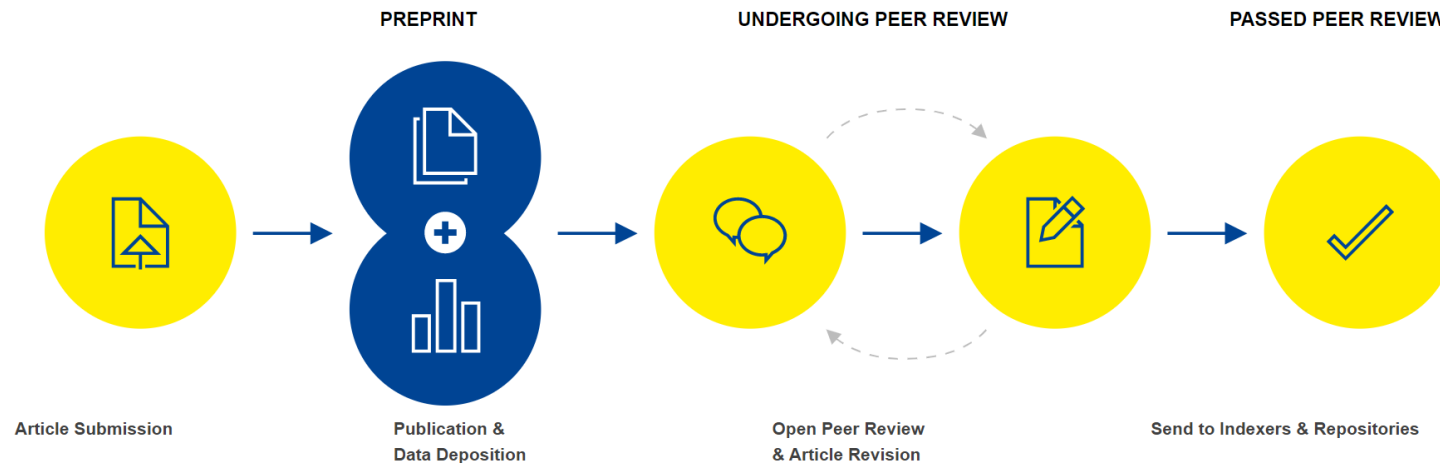 PREPRINT
UNDERGOING PEER REVIEW
PASSED PEER REVIEW
Article Submission
Publication &
Data Deposition
Open Peer Review
& Article Revision
Send to Indexers & Repositories